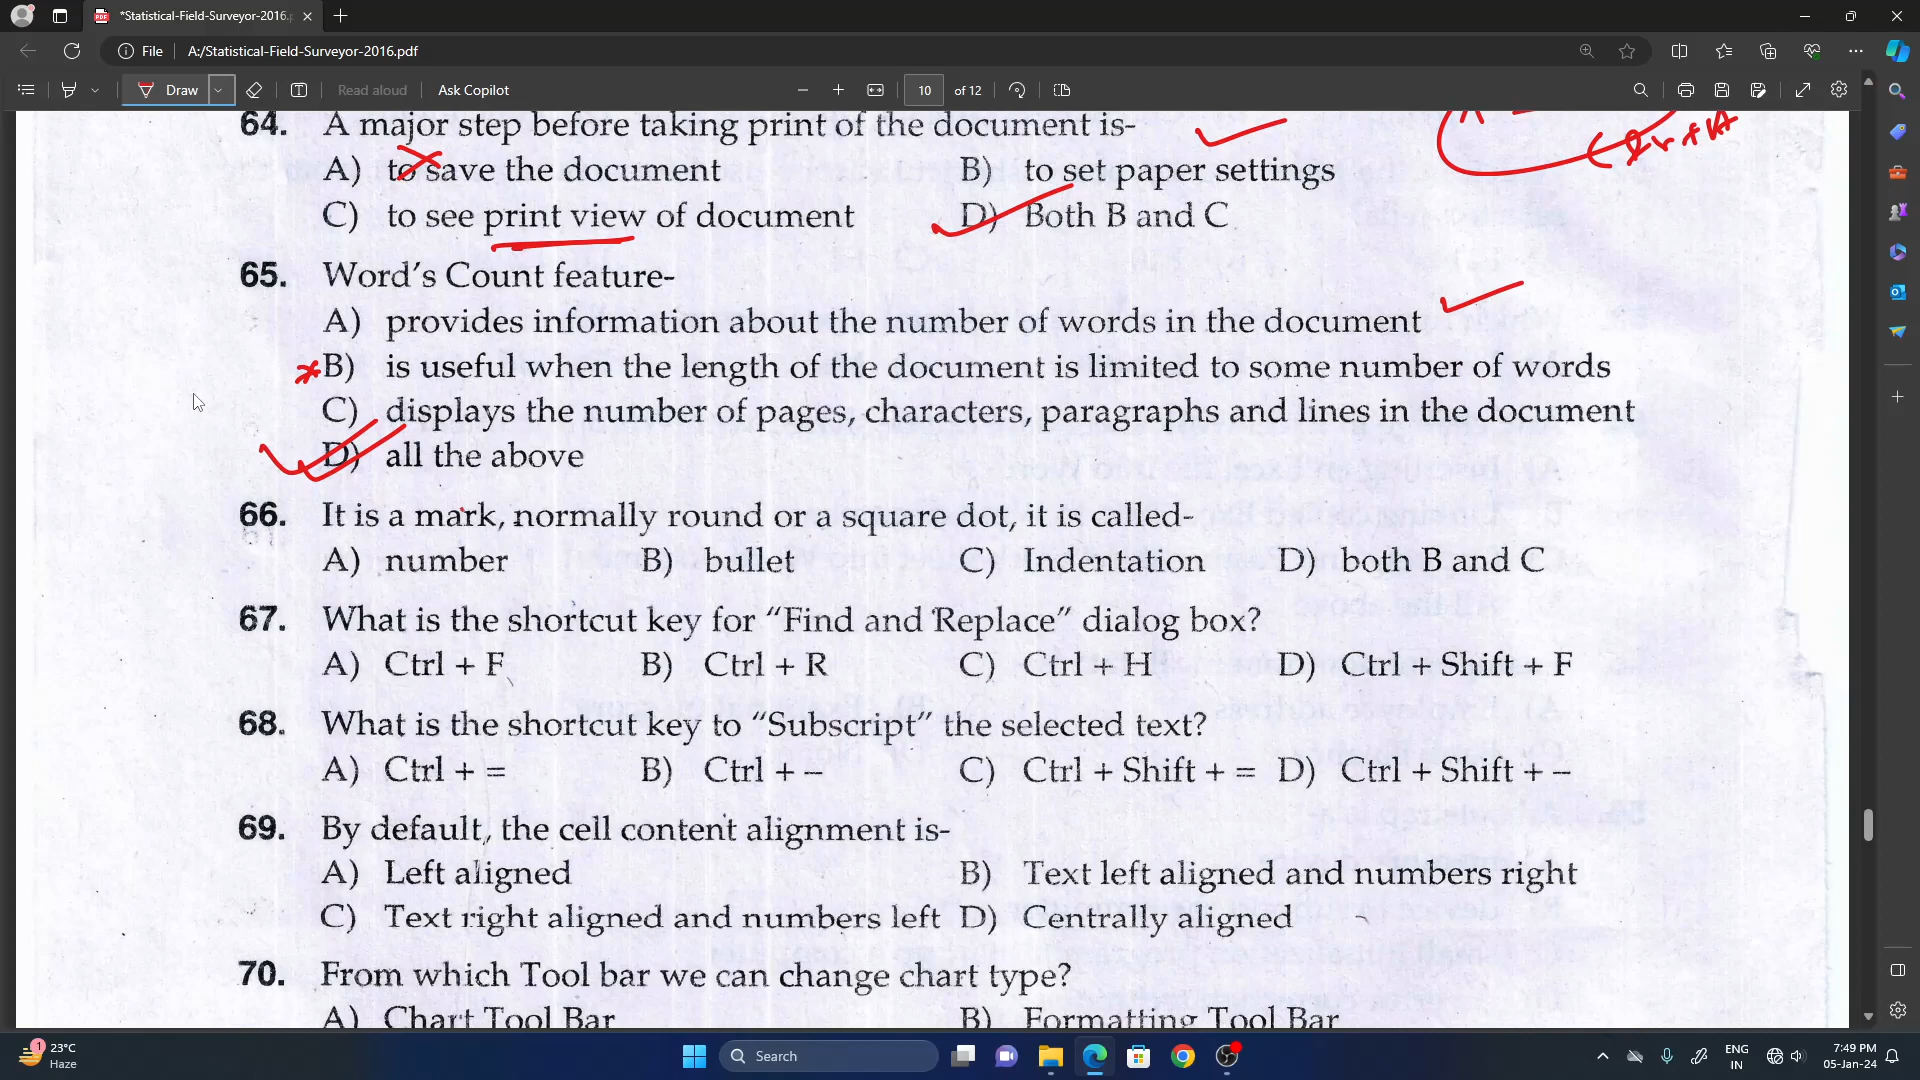 *Statistical-Field-Surveyor-2016.p
File A:/Statistical-Field-Surveyor-2016.pdf
Draw Read aloud Ask Copilot 10 of 12
64. A major step before taking print of the document is-
A) to save the document B) to set paper settings
C) to see print view of document D) Both B and C
65. Word's Count feature-
A) provides information about the number of words in the document
B) is useful when the length of the document is limited to some number of words
C) displays the number of pages, characters, paragraphs and lines in the document
D) all the above
66. It is a mark, normally round or a square dot, it is called-
A) number B) bullet C) Indentation D) both B and C
67. What is the shortcut key for "Find and Replace" dialog box?
A) Ctrl + F B) Ctrl + R C) Ctrl + H D) Ctrl + Shift + F
68. What is the shortcut key to "Subscript" the selected text?
A) Ctrl + = B) Ctrl + – C) Ctrl + Shift + = D) Ctrl + Shift + –
69. By default, the cell content alignment is-
A) Left aligned B) Text left aligned and numbers right
C) Text right aligned and numbers left D) Centrally aligned
70. From which Tool bar we can change chart type?
A) Chart Tool Bar B) Formatting Tool Bar
1 23°C
Haze
Search
ENG
IN
7:49 PM
05-Jan-24